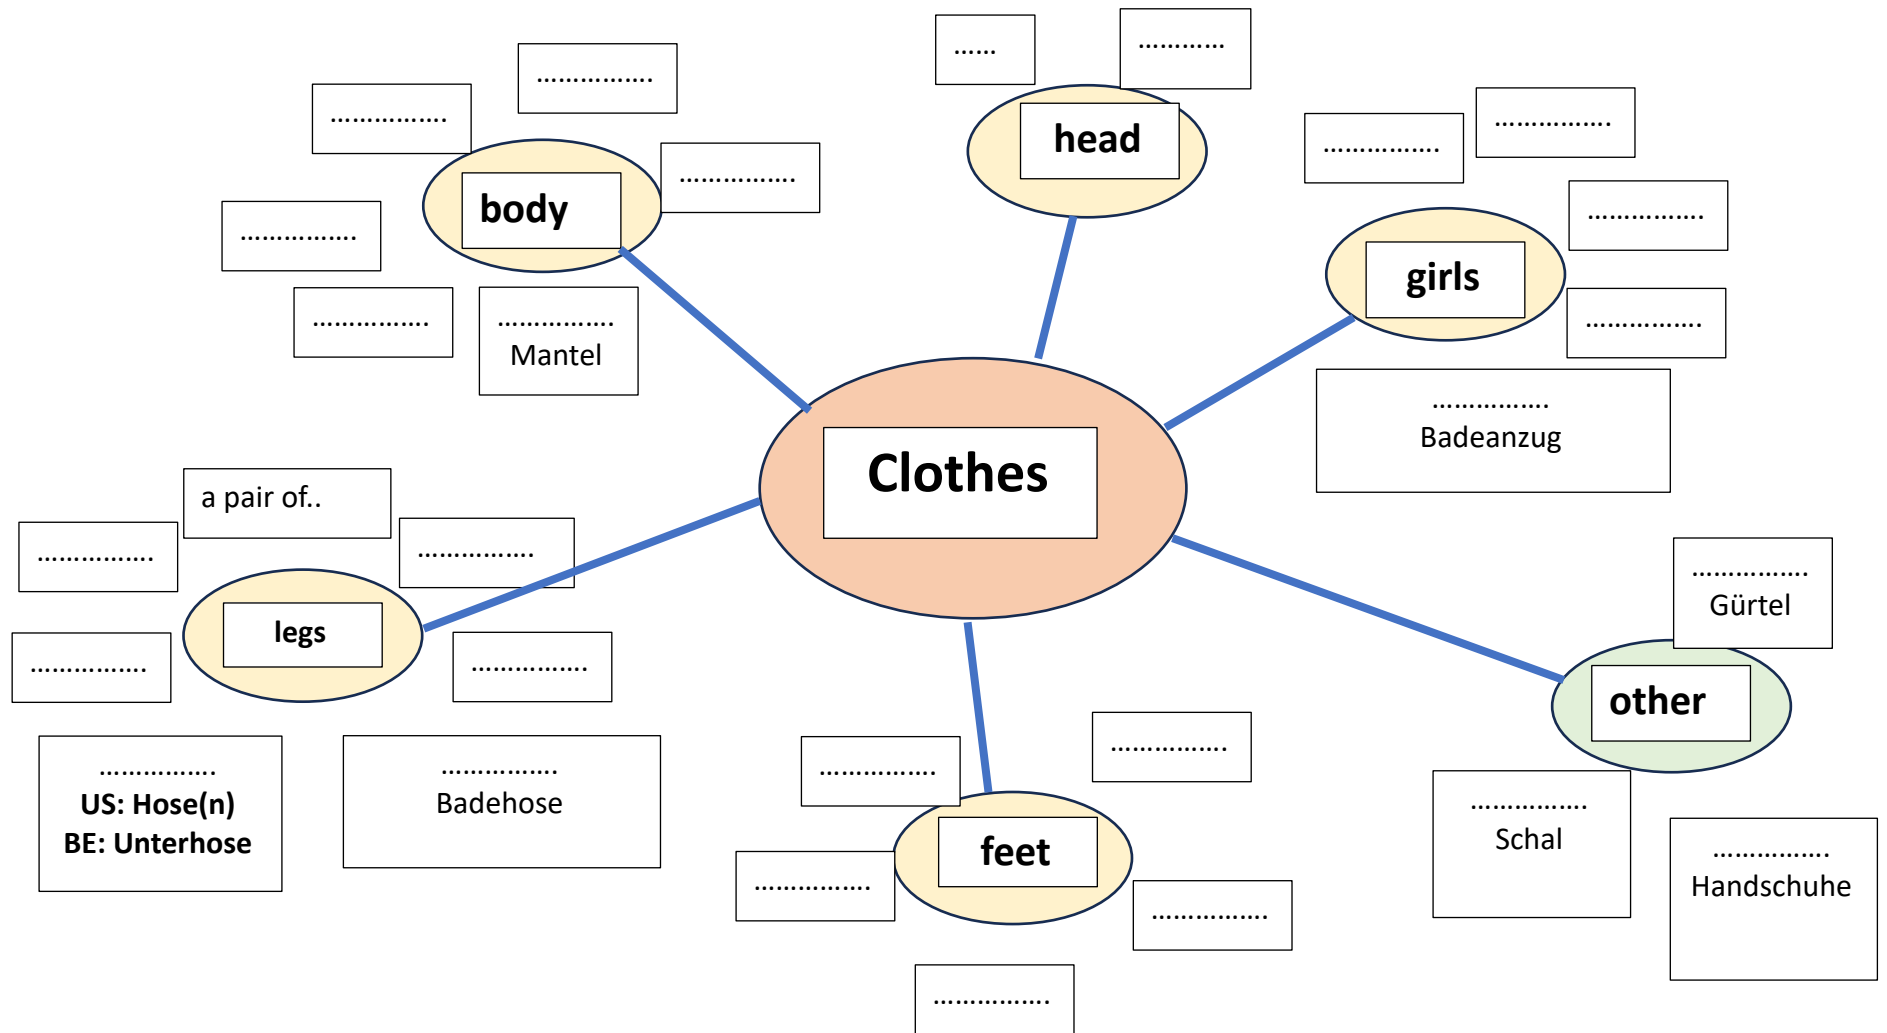 ……
…………
…………….
…………….
…………….
head
…………….
…………….
…………….
body
…………….
…………….
girls
…………….
…………….
…………….
Mantel
…………….
Badeanzug
Clothes
a pair of..
…………….
…………….
…………….
Gürtel
legs
…………….
…………….
other
…………….
US: Hose(n)
BE: Unterhose
…………….
Badehose
…………….
…………….
feet
…………….
…………….
…………….
…………….
Schal
…………….
Handschuhe